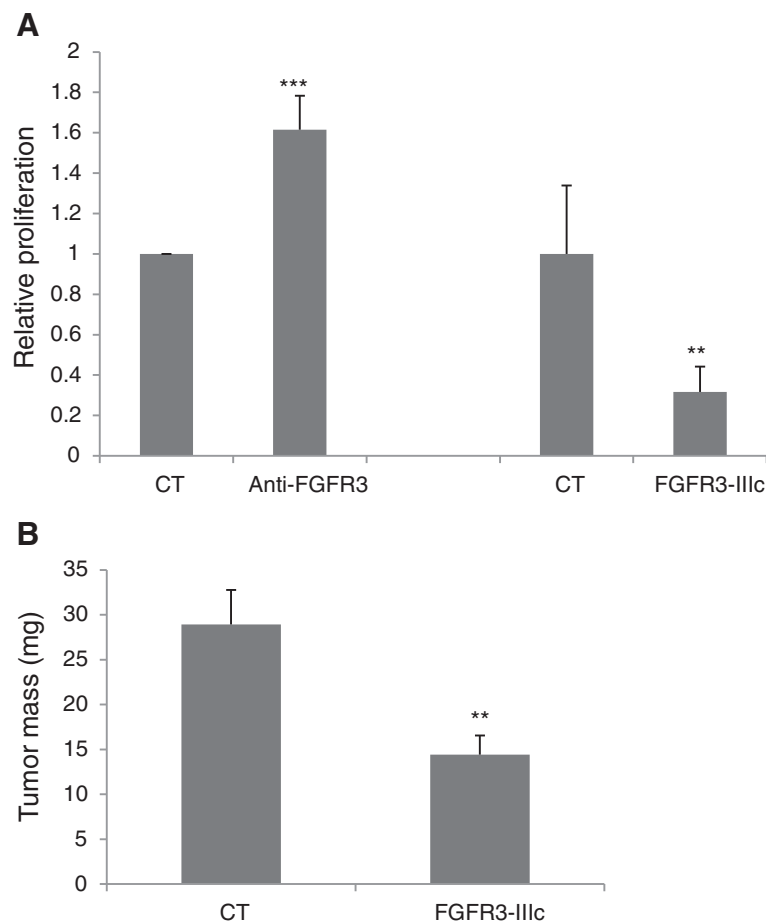 A
Relative proliferation
2
1.8
1.6
1.4
1.2
1
0.8
0.6
0.4
0.2
0
***
**
CT
Anti-FGFR3
CT
FGFR3-IIIc
B
Tumor mass (mg)
35
30
25
20
15
10
5
0
**
CT
FGFR3-IIIc